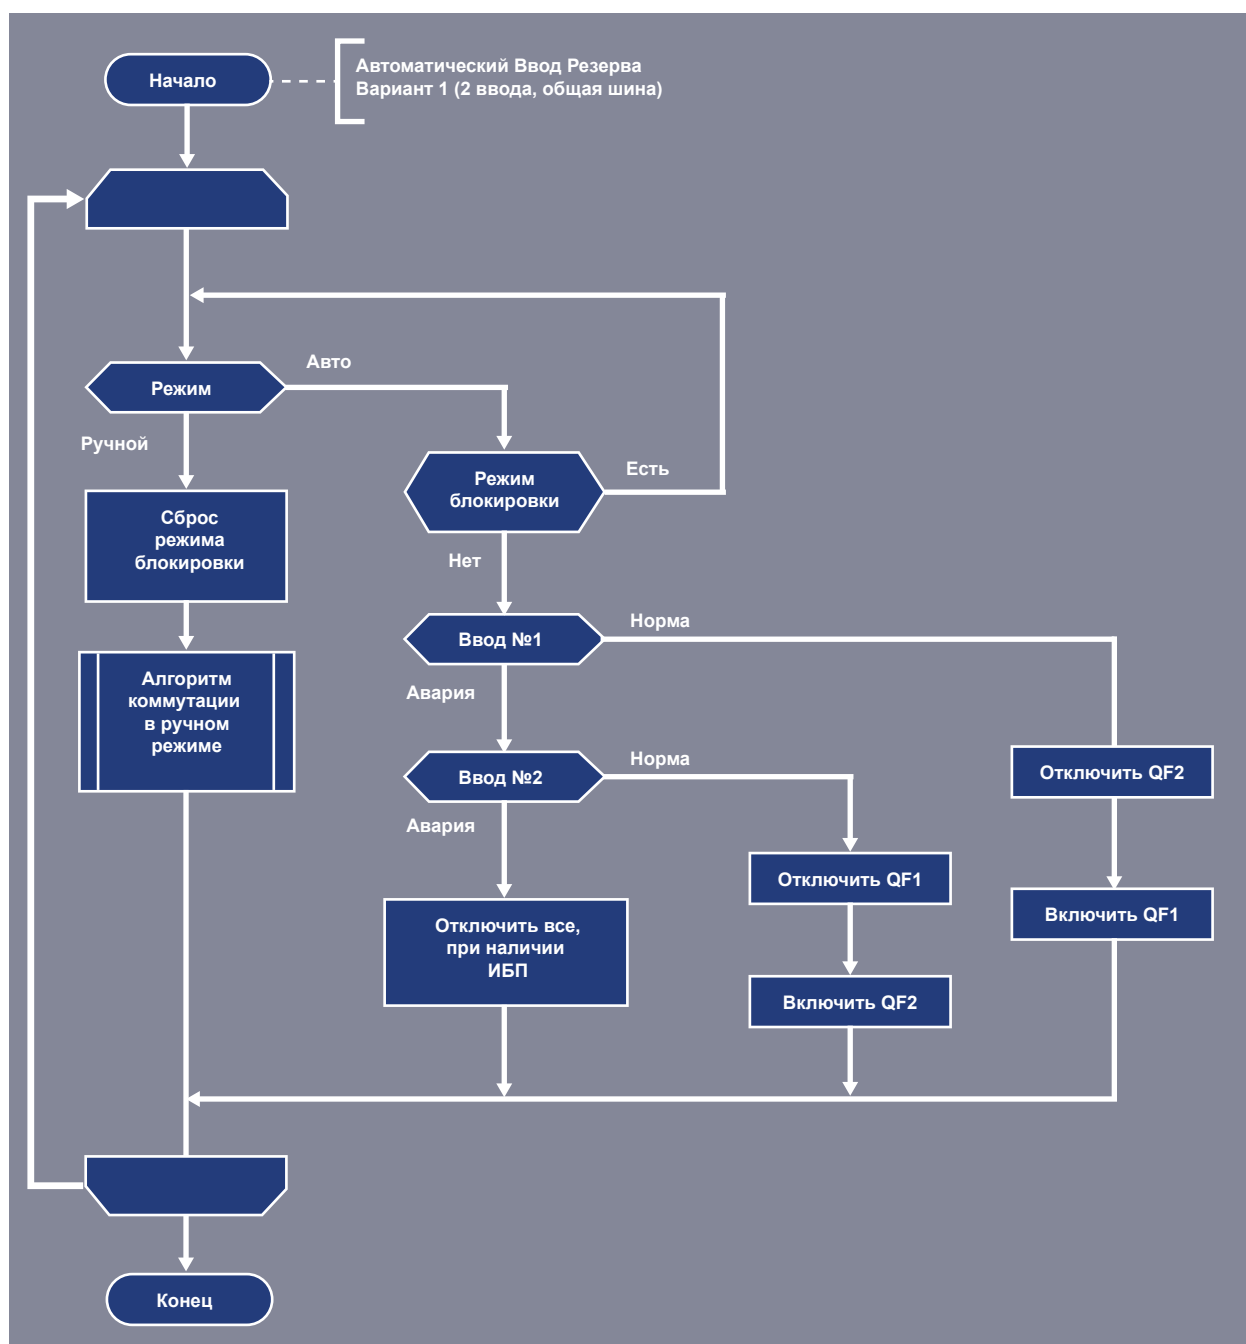 Начало
Автоматический Ввод Резерва
Вариант 1 (2 ввода, общая шина)
Режим
Авто
Ручной
Режим
блокировки
Есть
Нет
Сброс
режима
блокировки
Ввод №1
Норма
Авария
Алгоритм
коммутации
в ручном
режиме
Ввод №2
Норма
Авария
Отключить QF2
Отключить QF1
Включить QF1
Отключить все,
при наличии
ИБП
Включить QF2
Конец